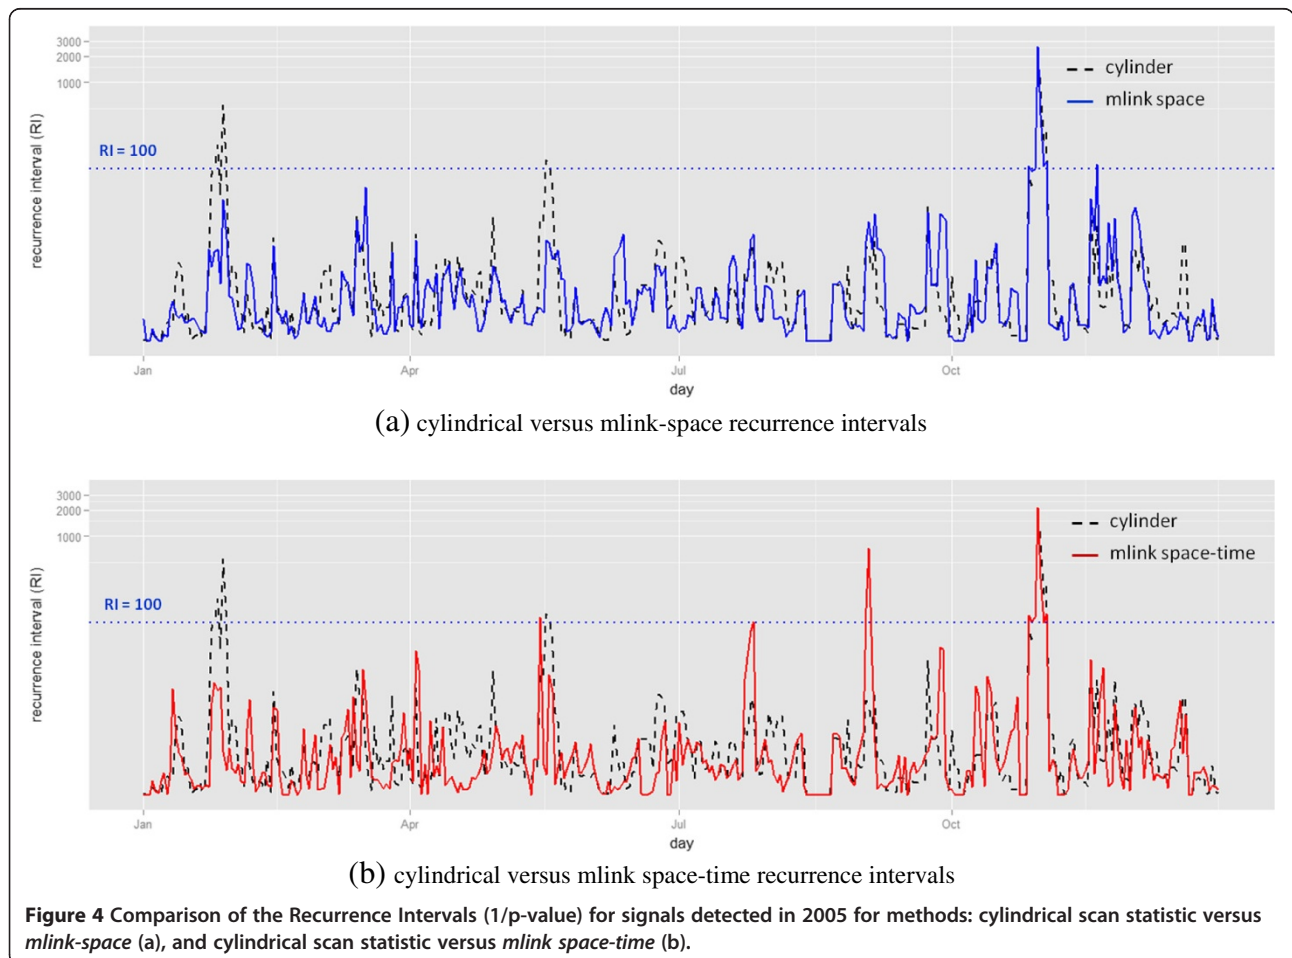 3000
2000
1000
recurrence interval (RI)
RI = 100
cylinder
mlink space
Jan
Apr
Jul
Oct
day
(a) cylindrical versus mlink-space recurrence intervals
3000
2000
1000
recurrence interval (RI)
RI = 100
cylinder
mlink space-time
Jan
Apr
Jul
Oct
day
(b) cylindrical versus mlink space-time recurrence intervals
Figure 4 Comparison of the Recurrence Intervals (1/p-value) for signals detected in 2005 for methods: cylindrical scan statistic versus
mlink-space (a), and cylindrical scan statistic versus mlink space-time (b).